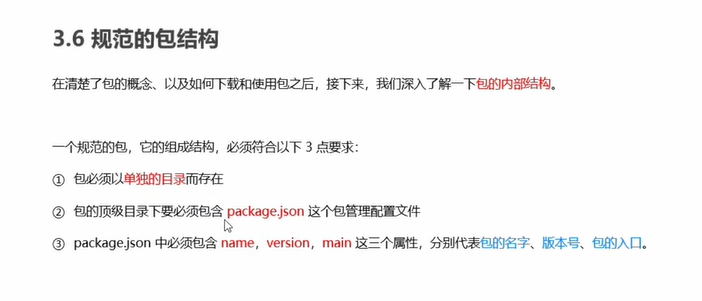 3.6 规范的包结构
在清楚了包的概念、以及如何下载和使用包之后，接下来，我们深入了解一下包的内部结构。
一个规范的包，它的组成结构，必须符合以下 3 点要求：
① 包必须以单独的目录而存在
② 包的顶级目录下要必须包含 package.json 这个包管理配置文件
③ package.json 中必须包含 name，version，main 这三个属性，分别代表包的名字、版本号、包的入口。